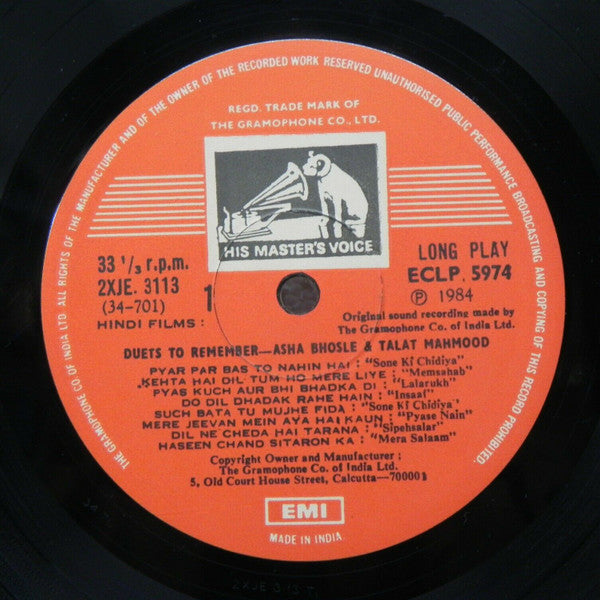 THE GRAMOPHONE CO. OF INDIA LTD. ALL RIGHTS OF THE MANUFACTURER AND OF THE OWNER OF THE RECORDED WORK RESERVED UNAUTHORISED PUBLIC PERFORMANCE BROADCASTING AND COPYING OF THIS RECORD PROHIBITED.
REGD. TRADE MARK OF
THE GRAMOPHONE CO., LTD.
HIS MASTER'S VOICE
33 1/3 r.p.m.
2XJE. 3113
(34-701)
1
HINDI FILMS :
LONG PLAY
ECLP. 5974
Ⓟ 1984
Original sound recording made by
The Gramophone Co. of India Ltd.
DUETS TO REMEMBER—ASHA BHOSLE & TALAT MAHMOOD
PYAR PAR BAS TO NAHIN HAI : "Sone Ki Chidiya"
KEHTA HAI DIL TUM HO MERE LIYE : "Memsahab"
PYAS KUCH AUR BHI BHADKA DI : "Lalarukh"
DO DIL DHADAK RAHE HAIN : "Insaaf"
SUCH BATA TU MUJHE FIDA : "Sone Ki Chidiya"
MERE JEEVAN MEIN AYA HAI KAUN : "Pyase Nain"
DIL NE CHEDA HAI TARANA : "Sipehsalar"
HASEEN CHAND SITARON KA : "Mera Salaam"
Copyright Owner and Manufacturer ;
The Gramophone Co. of India Ltd.
5, Old Court House Street, Calcutta—700001
EMI
MADE IN INDIA